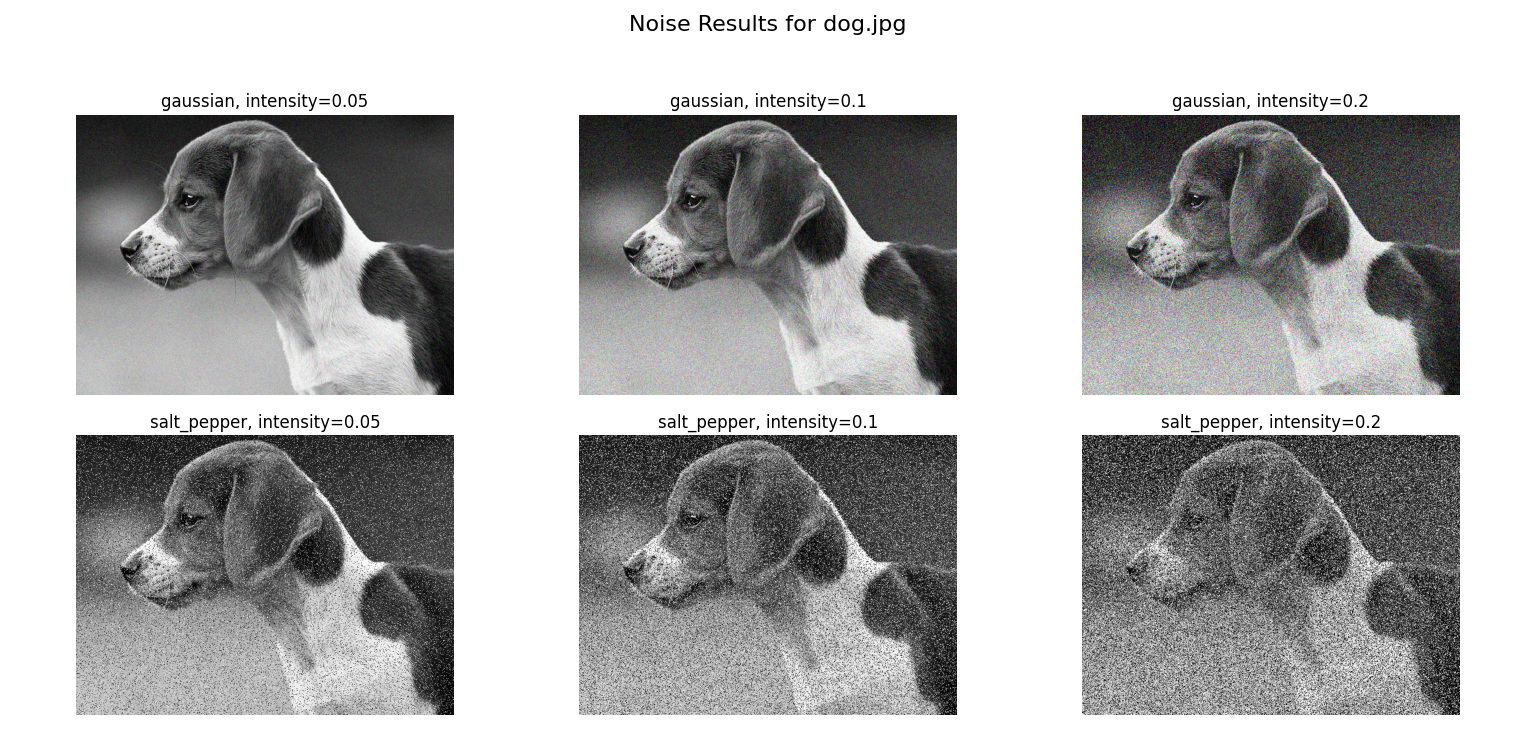 Noise Results for dog.jpg
gaussian, intensity=0.05
gaussian, intensity=0.1
gaussian, intensity=0.2
salt_pepper, intensity=0.05
salt_pepper, intensity=0.1
salt_pepper, intensity=0.2